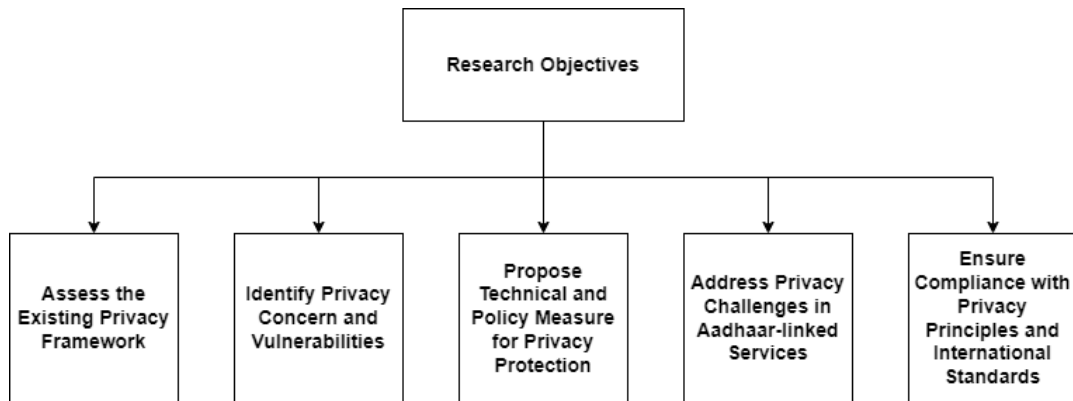 Research Objectives
Assess the
Existing Privacy
Framework
Identify Privacy
Concern and
Vulnerabilities
Propose
Technical and
Policy Measure
for Privacy
Protection
Address Privacy
Challenges in
Aadhaar-linked
Services
Ensure
Compliance with
Privacy
Principles and
International
Standards